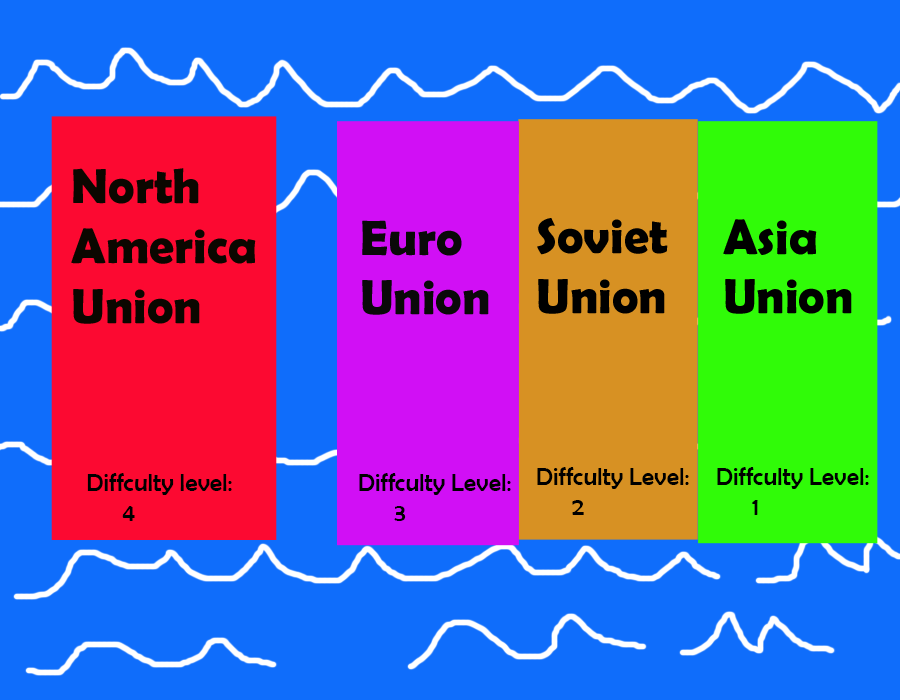 North
America
Union
Diffculty level:
4
Euro
Union
Diffculty Level:
3
Soviet
Union
Diffculty Level:
2
Asia
Union
Diffculty Level:
1